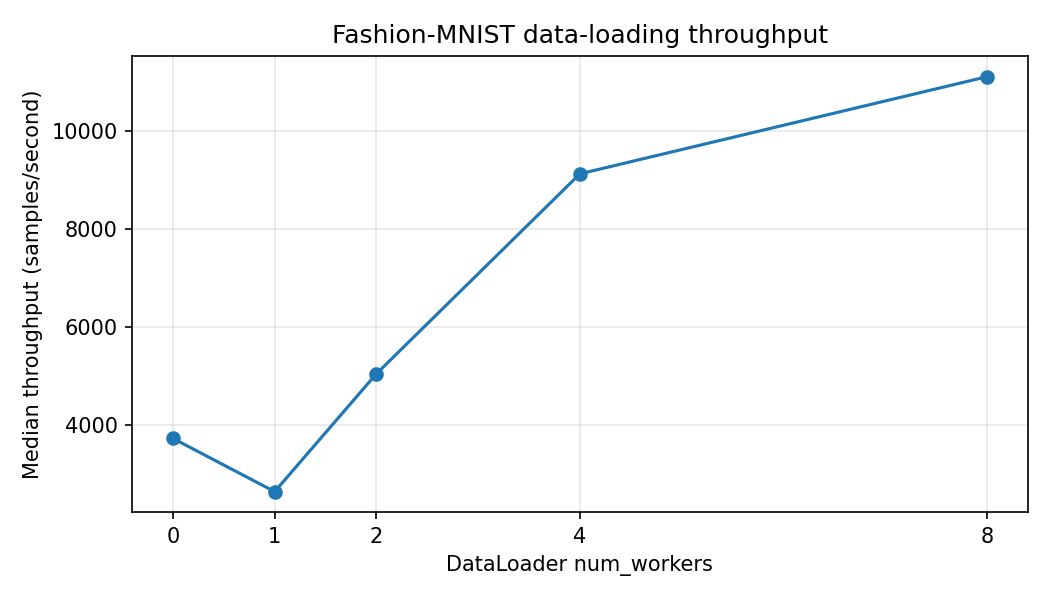 Fashion-MNIST data-loading throughput
Median throughput (samples/second)
10000
8000
6000
4000
0 1 2 4 8
DataLoader num_workers